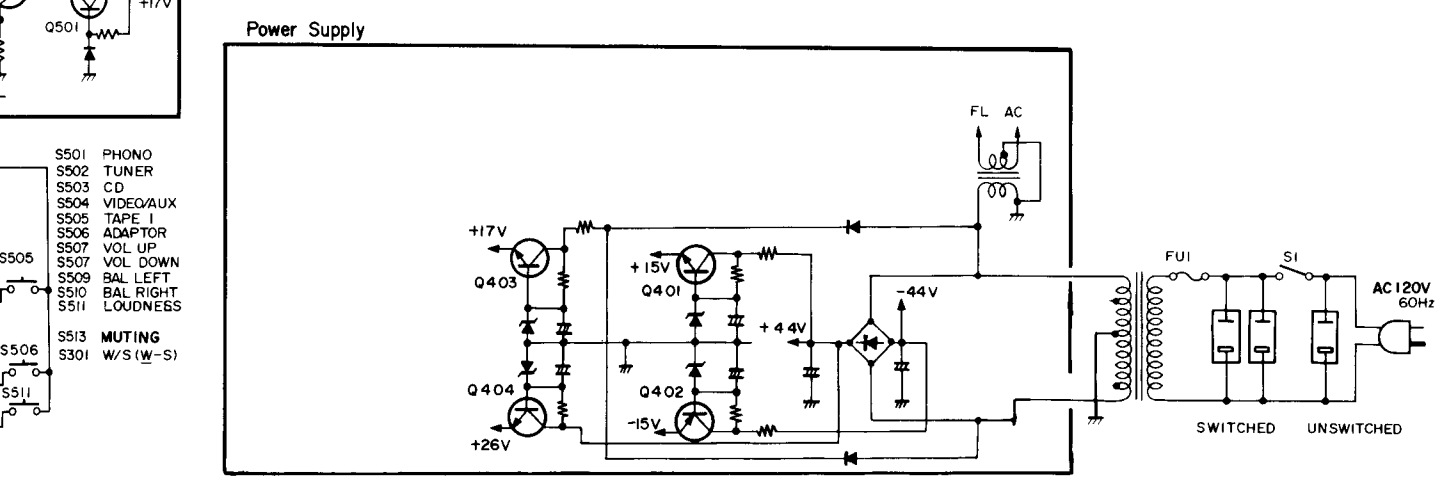 +17V
Q501
Power Supply
S501 PHONO
S502 TUNER
S503 CD
S504 VIDEO/AUX
S505 TAPE 1
S506 ADAPTOR
S507 VOL UP
S507 VOL DOWN
S509 BAL LEFT
S510 BAL RIGHT
S511 LOUDNESS
S513 MUTING
S301 W/S (W-S)
S505
S506
S511
FL AC
+17V
Q403
+15V
Q401
-44V
+44V
Q404
+26V
Q402
-15V
FU1
S1
AC120V
60Hz
SWITCHED
UNSWITCHED